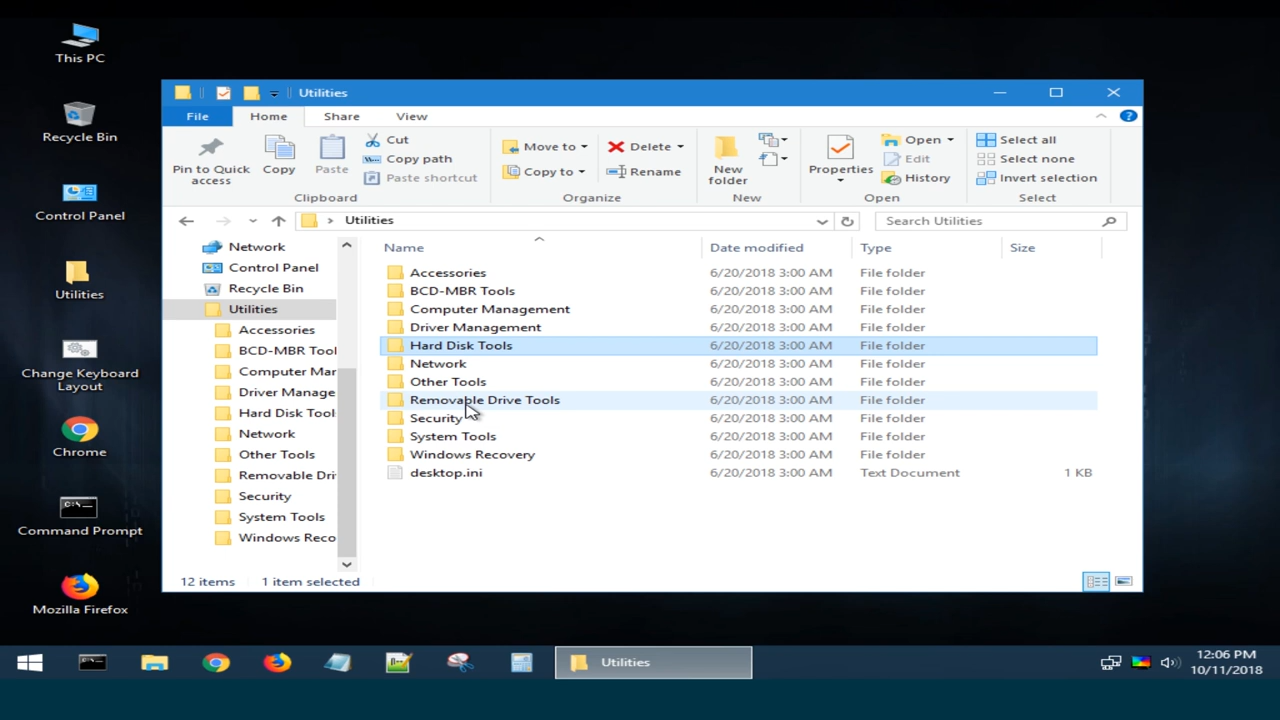 This PC
Recycle Bin
Control Panel
Utilities
Change Keyboard
Layout
Chrome
Command Prompt
Mozilla Firefox
Utilities
File Home Share View
Pin to Quick
access
Copy
Paste
Cut
Copy path
Paste shortcut
Clipboard
Move to
Copy to
Delete
Rename
Organize
New
folder
New
Properties
Open
Edit
History
Open
Select all
Select none
Invert selection
Select
Utilities
Search Utilities
Network
Control Panel
Recycle Bin
Utilities
Accessories
BCD-MBR Tool
Computer Mar
Driver Manage
Hard Disk Tool
Network
Other Tools
Removable Dri
Security
System Tools
Windows Reco
Name Date modified Type Size
Accessories 6/20/2018 3:00 AM File folder
BCD-MBR Tools 6/20/2018 3:00 AM File folder
Computer Management 6/20/2018 3:00 AM File folder
Driver Management 6/20/2018 3:00 AM File folder
Hard Disk Tools 6/20/2018 3:00 AM File folder
Network 6/20/2018 3:00 AM File folder
Other Tools 6/20/2018 3:00 AM File folder
Removable Drive Tools 6/20/2018 3:00 AM File folder
Security 6/20/2018 3:00 AM File folder
System Tools 6/20/2018 3:00 AM File folder
Windows Recovery 6/20/2018 3:00 AM File folder
desktop.ini 6/20/2018 3:00 AM Text Document 1 KB
12 items 1 item selected
Utilities
12:06 PM
10/11/2018